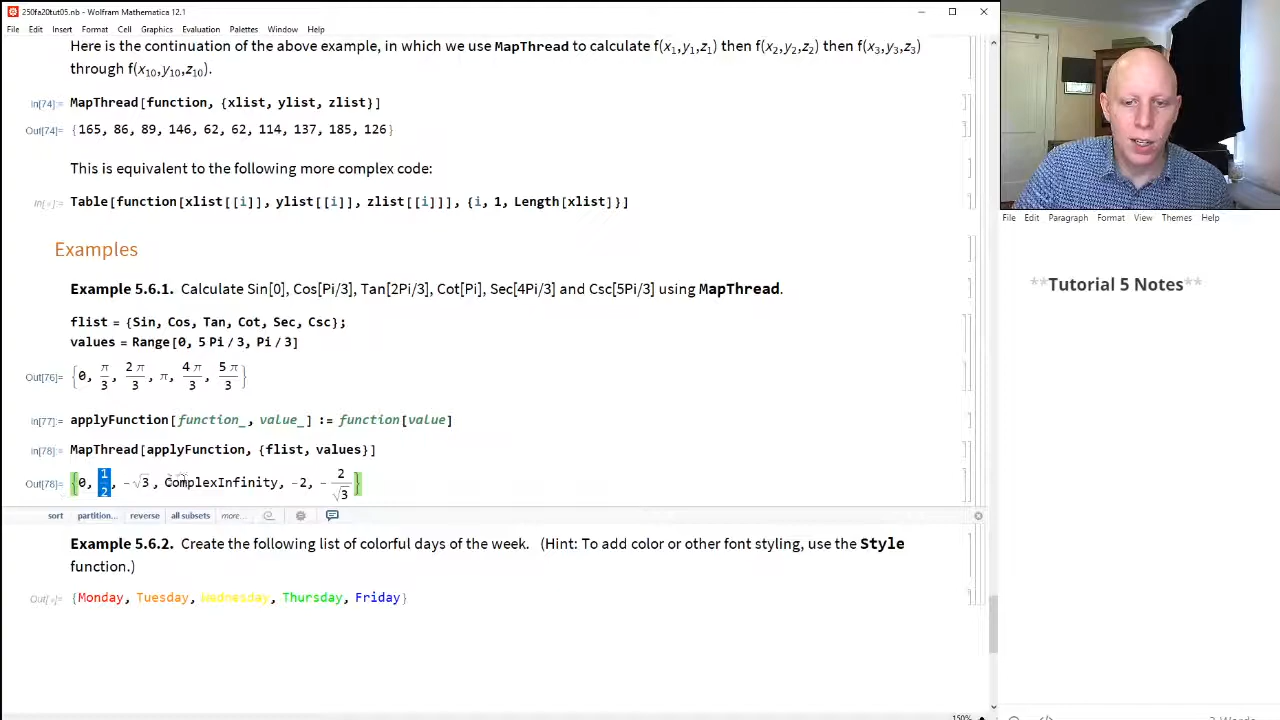 250fa20tut05.nb - Wolfram Mathematica 12.1
File Edit Insert Format Cell Graphics Evaluation Palettes Window Help
Here is the continuation of the above example, in which we use MapThread to calculate f(x₁,y₁,z₁) then f(x₂,y₂,z₂) then f(x₃,y₃,z₃)
through f(x₁₀,y₁₀,z₁₀).
In[74]:= MapThread[function, {xlist, ylist, zlist}]
Out[74]= {165, 86, 89, 146, 62, 62, 114, 137, 185, 126}
This is equivalent to the following more complex code:
In[•]:= Table[function[xlist[[i]], ylist[[i]], zlist[[i]]], {i, 1, Length[xlist]}]
Examples
Example 5.6.1. Calculate Sin[0], Cos[Pi/3], Tan[2Pi/3], Cot[Pi], Sec[4Pi/3] and Csc[5Pi/3] using MapThread.
flist = {Sin, Cos, Tan, Cot, Sec, Csc};
values = Range[0, 5 Pi / 3, Pi / 3]
Out[76]= {0, π/3, 2 π/3, π, 4 π/3, 5 π/3}
In[77]:= applyFunction[function_, value_] := function[value]
In[78]:= MapThread[applyFunction, {flist, values}]
Out[78]= {0, 1/2, -√3, ComplexInfinity, -2, -2/√3}
sort partition... reverse all subsets more...
Example 5.6.2. Create the following list of colorful days of the week. (Hint: To add color or other font styling, use the Style
function.)
Out[•]= {Monday, Tuesday, Wednesday, Thursday, Friday}
150%
File Edit Paragraph Format View Themes Help
**Tutorial 5 Notes**